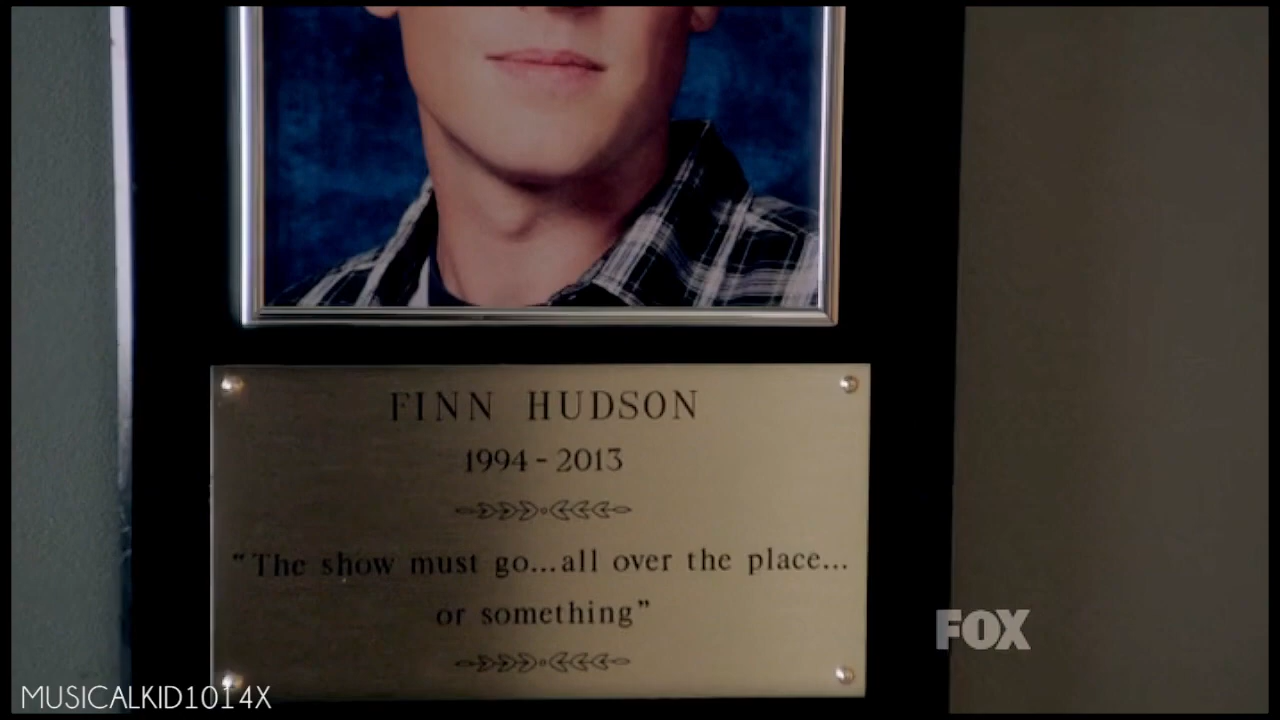 FINN HUDSON
1994 - 2013
“The show must go...all over the place...
or something”
FOX
MUSICALKID1014X